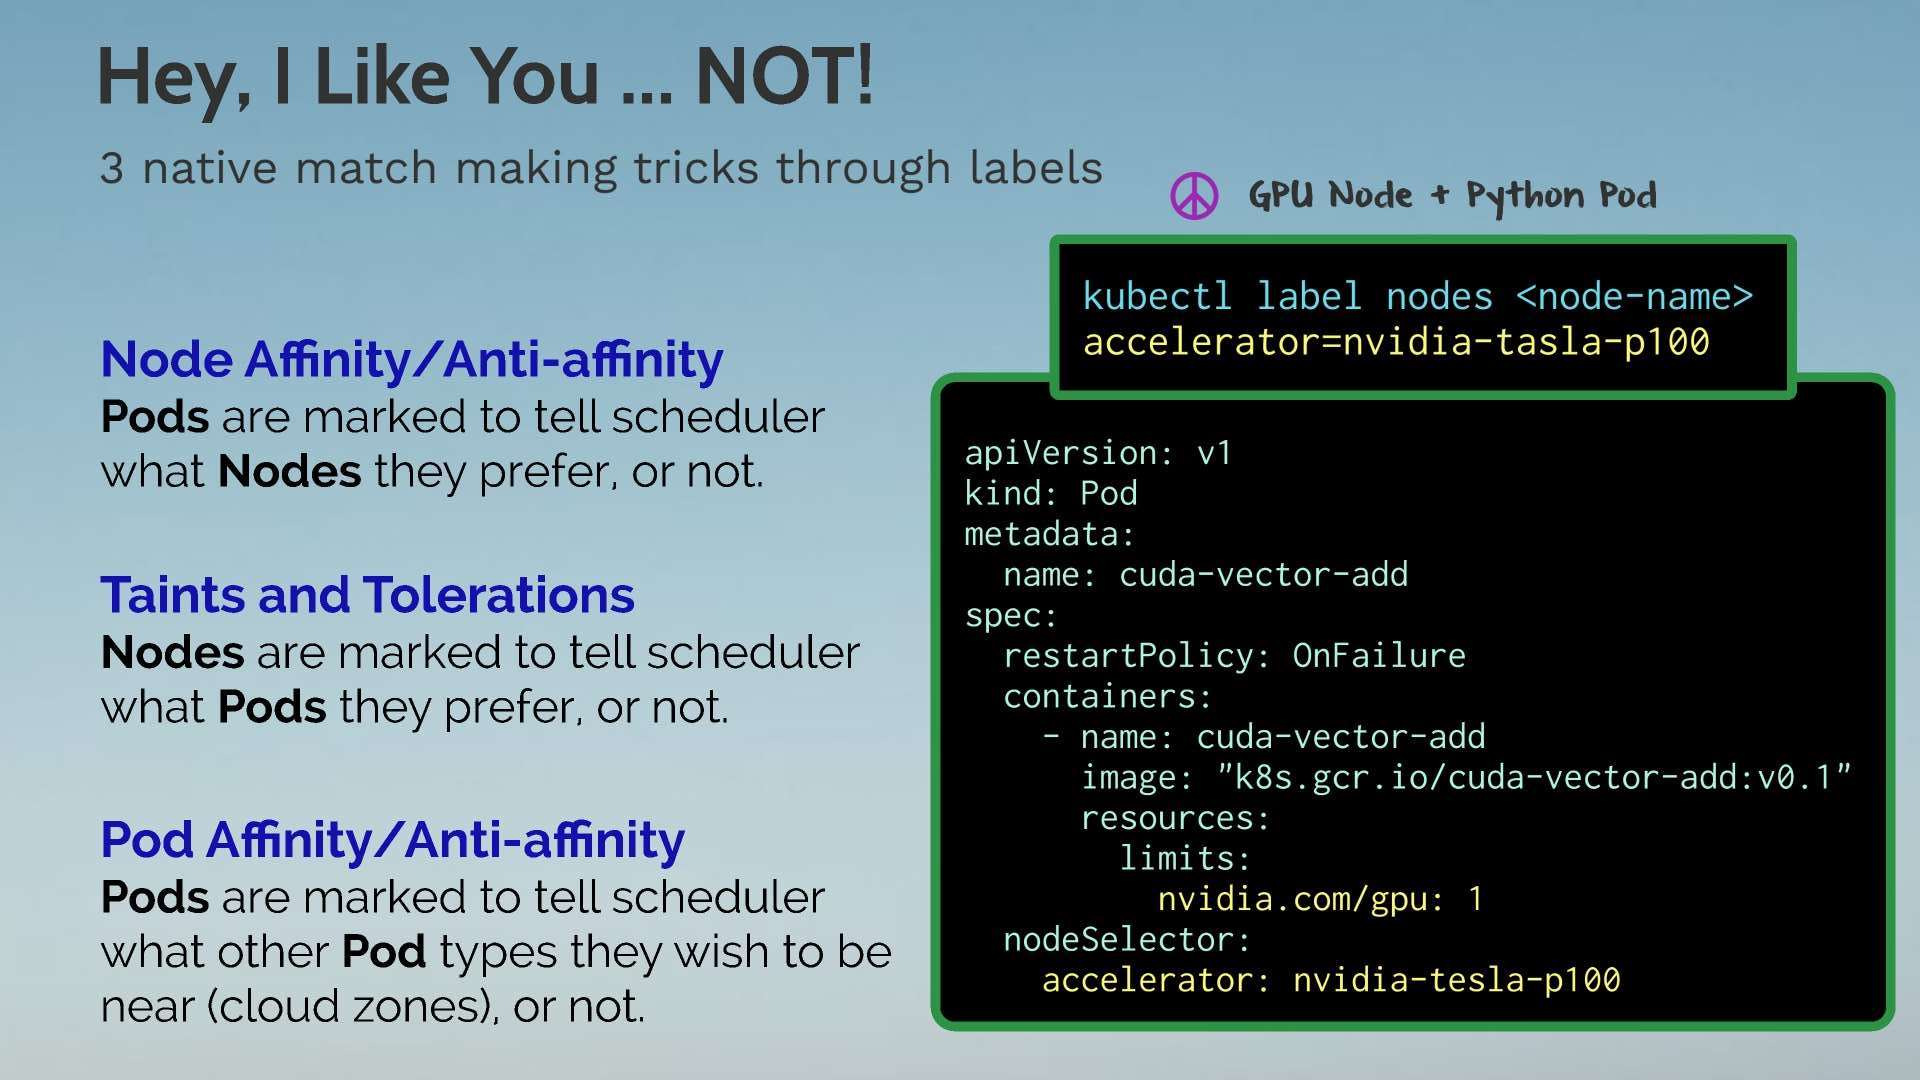 Hey, I Like You ... NOT!
3 native match making tricks through labels
Node Affinity/Anti-affinity
Pods are marked to tell scheduler
what Nodes they prefer, or not.
Taints and Tolerations
Nodes are marked to tell scheduler
what Pods they prefer, or not.
Pod Affinity/Anti-affinity
Pods are marked to tell scheduler
what other Pod types they wish to be
near (cloud zones), or not.
GPU Node + Python Pod
kubectl label nodes <node-name>
accelerator=nvidia-tasla-p100
apiVersion: v1
kind: Pod
metadata:
  name: cuda-vector-add
spec:
  restartPolicy: OnFailure
  containers:
    - name: cuda-vector-add
      image: "k8s.gcr.io/cuda-vector-add:v0.1"
      resources:
        limits:
          nvidia.com/gpu: 1
  nodeSelector:
    accelerator: nvidia-tesla-p100